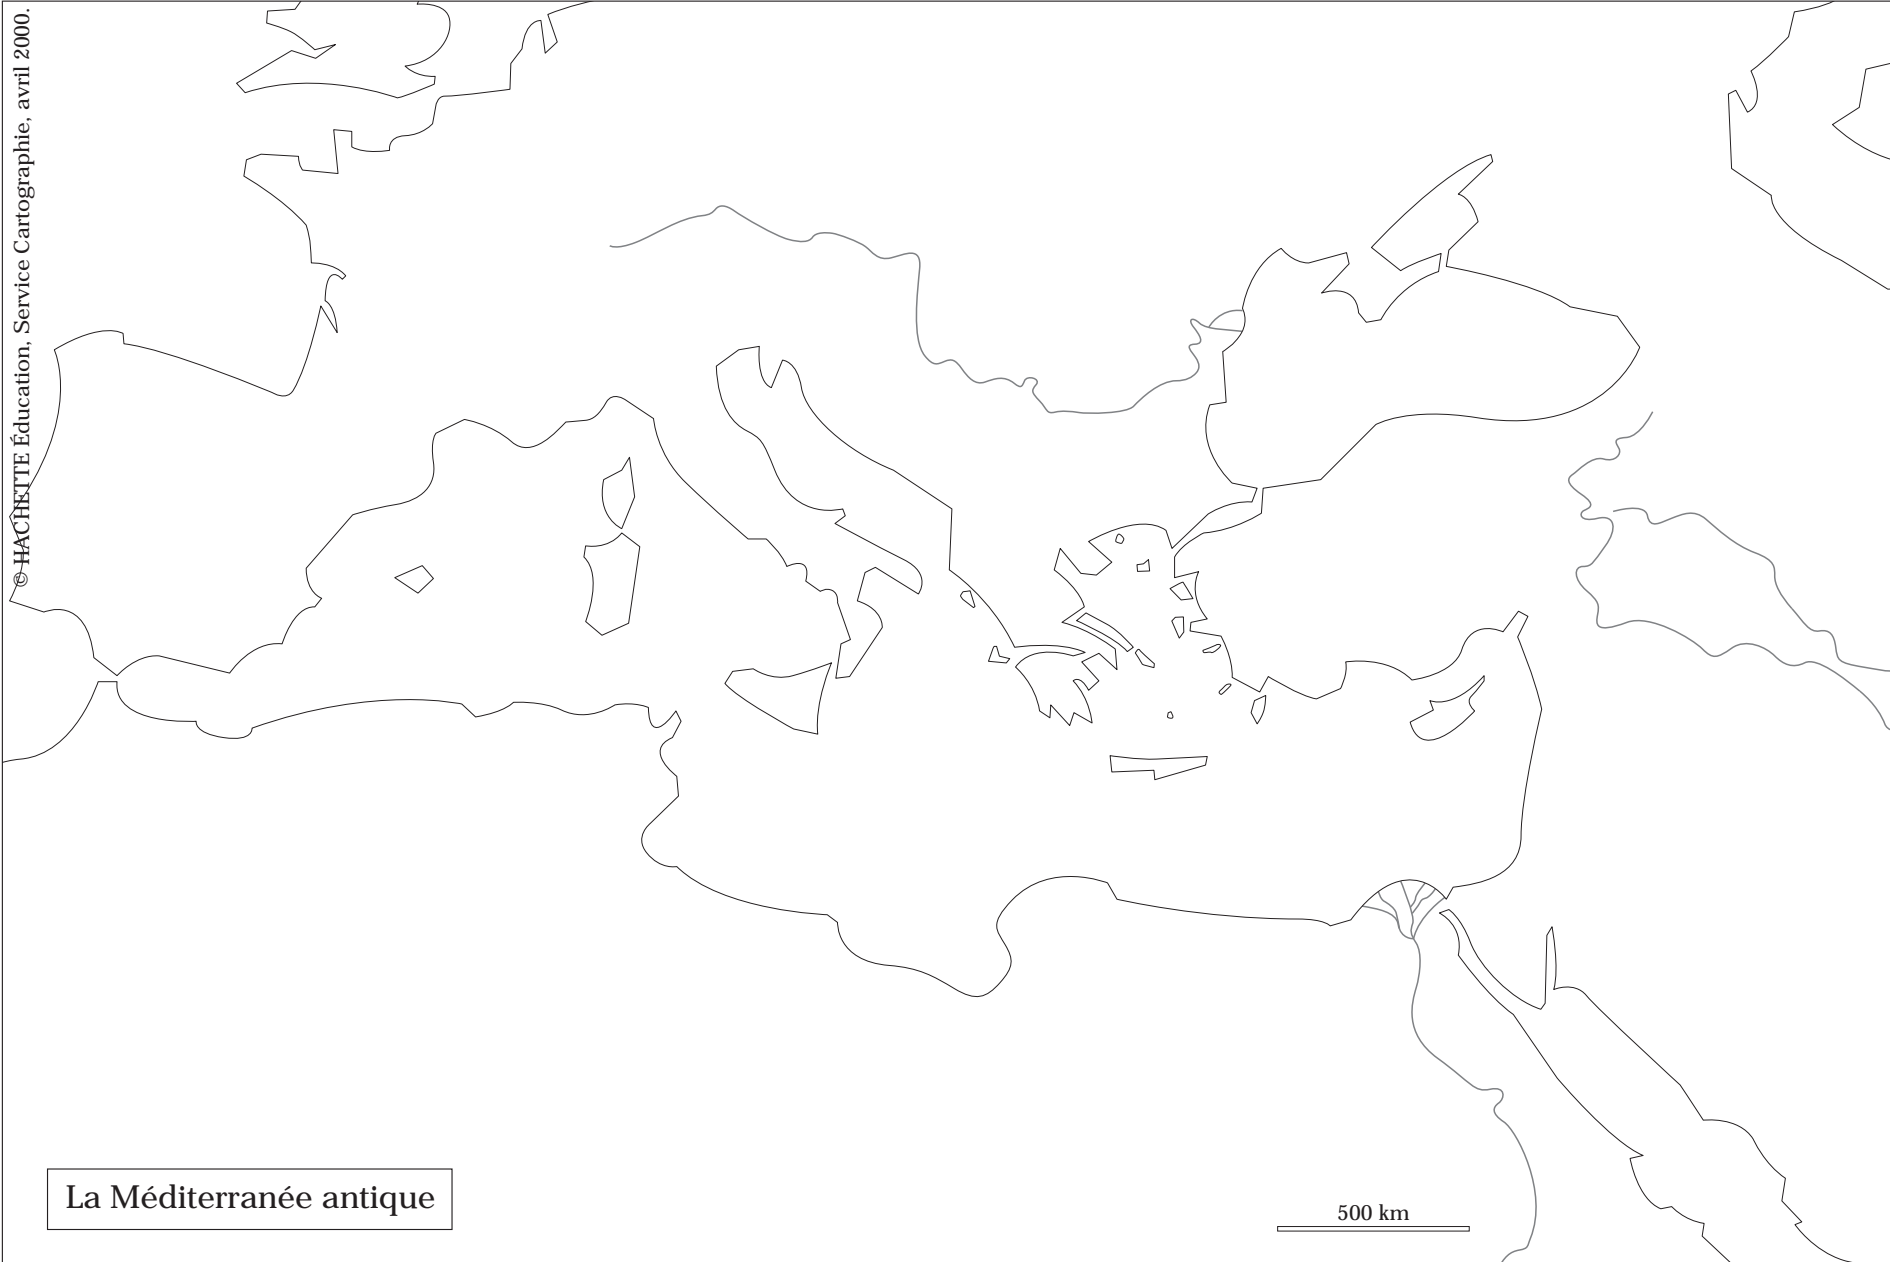 © HACHETTE Éducation, Service Cartographie, avril 2000.
La Méditerranée antique
500 km